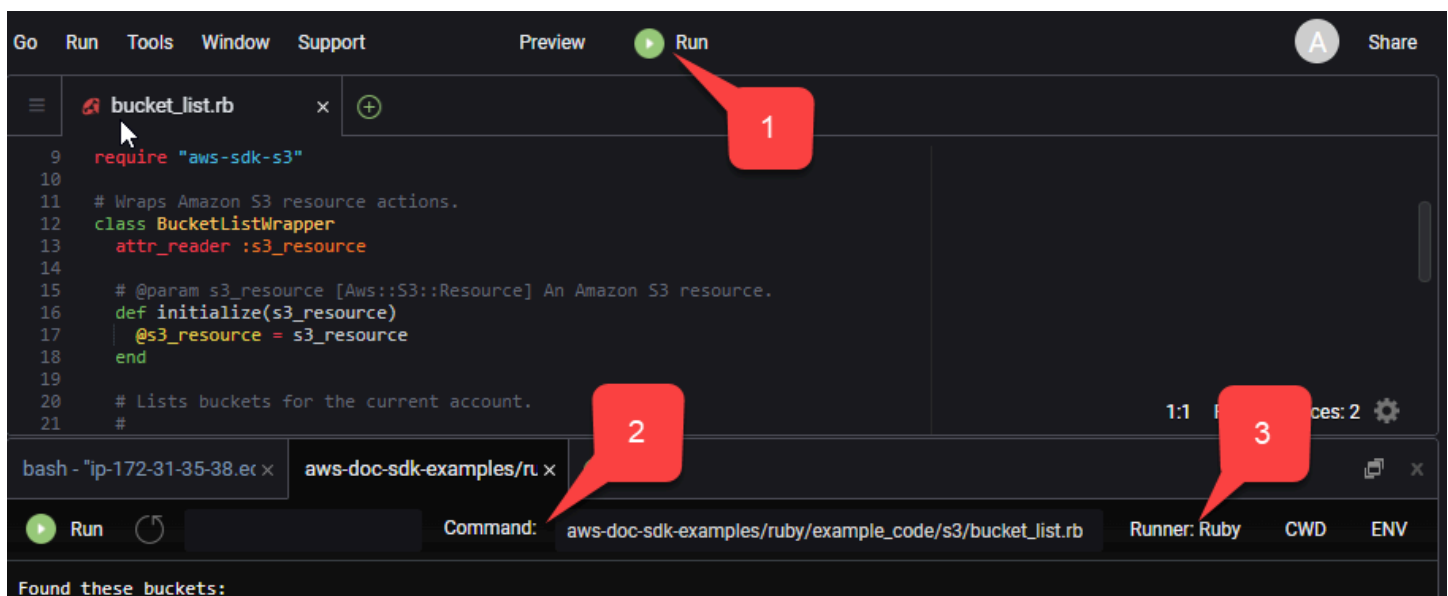 Go Run Tools Window Support Preview Run A Share
bucket_list.rb ×
1
9 require "aws-sdk-s3"
10
11 # Wraps Amazon S3 resource actions.
12 class BucketListWrapper
13 attr_reader :s3_resource
14
15 # @param s3_resource [Aws::S3::Resource] An Amazon S3 resource.
16 def initialize(s3_resource)
17 @s3_resource = s3_resource
18 end
19
20 # Lists buckets for the current account.
21 #
1:1 ces: 2
2
3
bash - "ip-172-31-35-38.ec × aws-doc-sdk-examples/ru ×
Run Command: aws-doc-sdk-examples/ruby/example_code/s3/bucket_list.rb Runner: Ruby CWD ENV
Found these buckets: